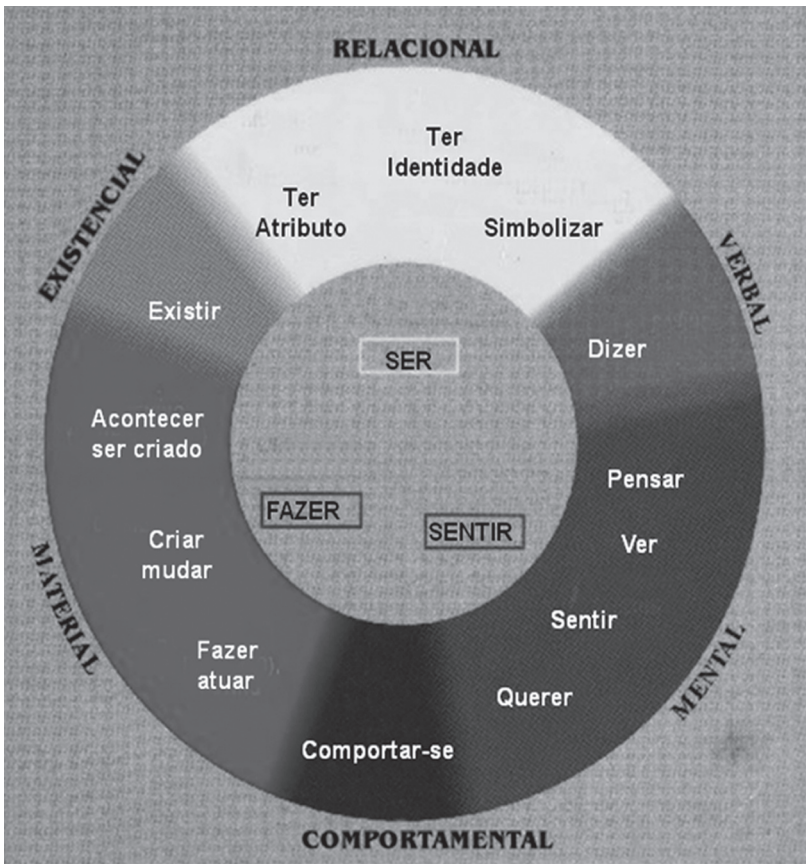 RELACIONAL
Ter
Identidade
Ter
Atributo
Simbolizar
EXISTENCIAL
VERBAL
Existir
Dizer
SER
Acontecer
ser criado
Pensar
FAZER
SENTIR
Ver
Criar
mudar
MATERIAL
Sentir
MENTAL
Fazer
atuar
Querer
Comportar-se
COMPORTAMENTAL